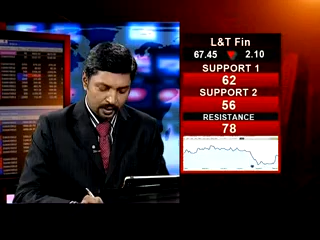 L&T Fin
67.45 ▼ 2.10
SUPPORT 1
62
SUPPORT 2
56
RESISTANCE
78